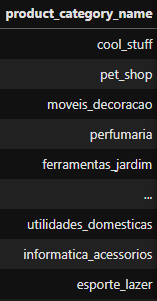 product_category_name
cool_stuff
pet_shop
moveis_decoracao
perfumaria
ferramentas_jardim
...
utilidades_domesticas
informatica_acessorios
esporte_lazer